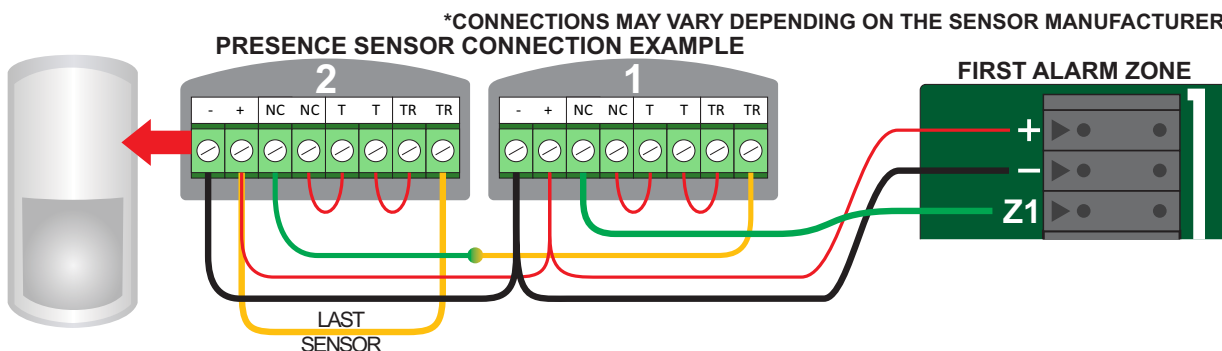 *CONNECTIONS MAY VARY DEPENDING ON THE SENSOR MANUFACTURER
PRESENCE SENSOR CONNECTION EXAMPLE
2
- + NC NC T T TR TR
1
- + NC NC T T TR TR
FIRST ALARM ZONE
1
+
−
Z1
LAST
SENSOR